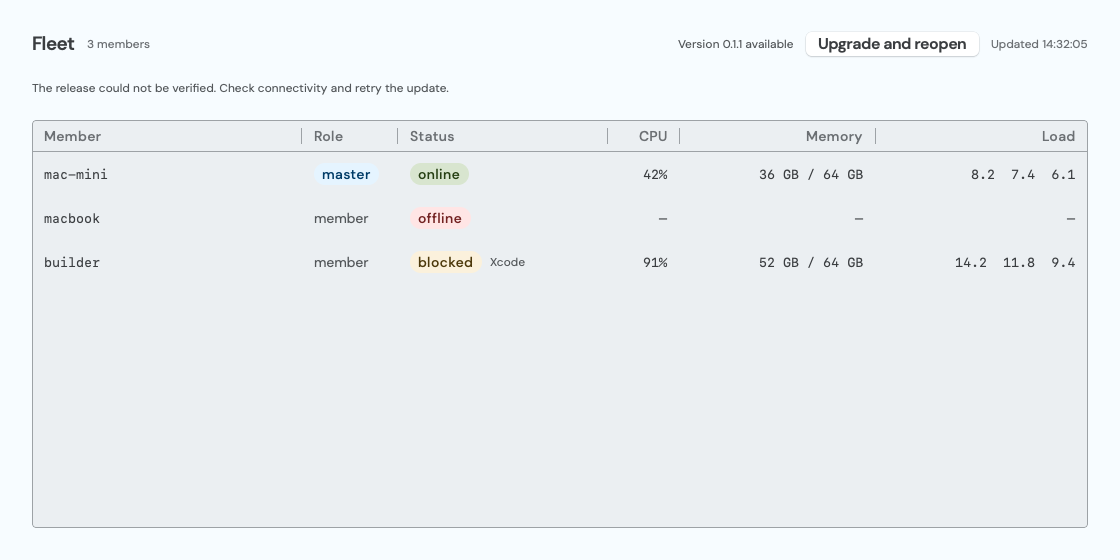 Fleet 3 members Version 0.1.1 available Upgrade and reopen Updated 14:32:05
The release could not be verified. Check connectivity and retry the update.
Member Role Status CPU Memory Load
mac-mini master online 42% 36 GB / 64 GB 8.2 7.4 6.1
macbook member offline — — —
builder member blocked Xcode 91% 52 GB / 64 GB 14.2 11.8 9.4